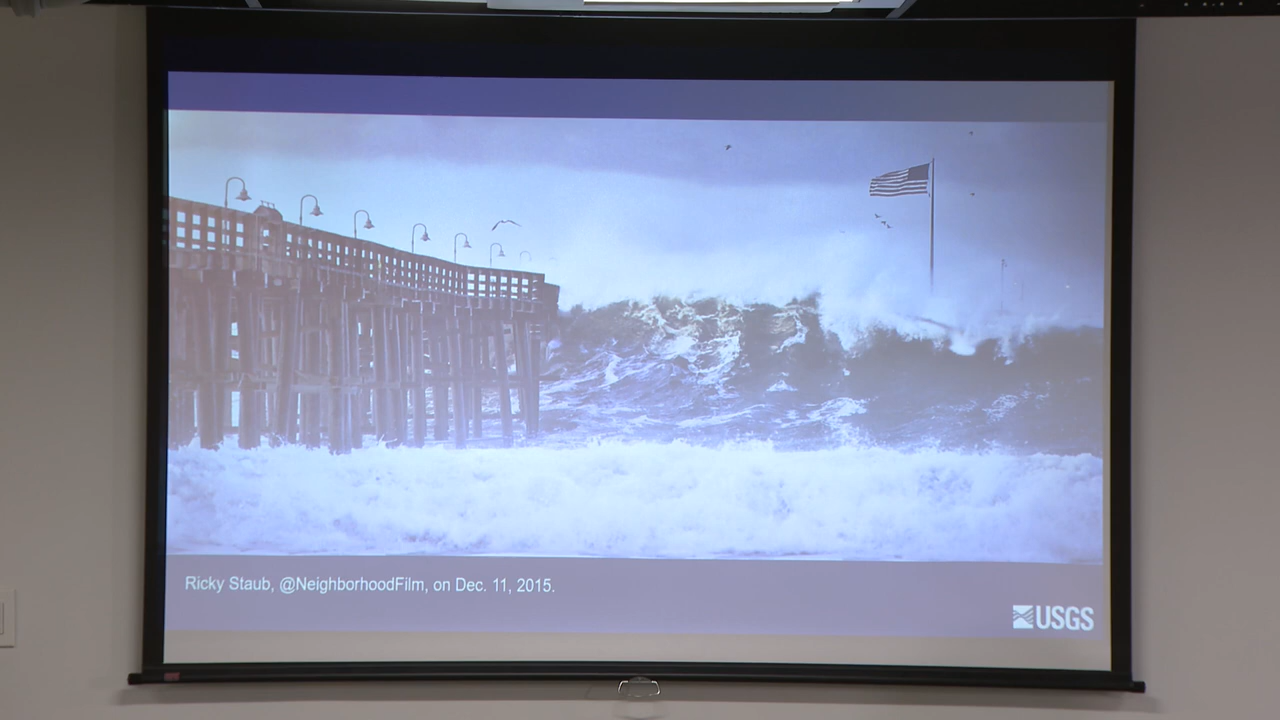 Ricky Staub, @NeighborhoodFilm, on Dec. 11, 2015.
USGS